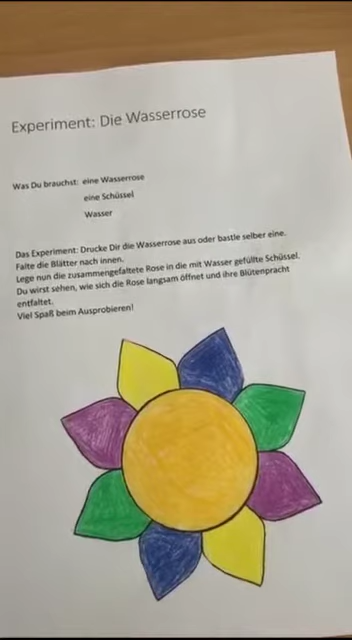 Experiment: Die Wasserrose
Was Du brauchst: eine Wasserrose
eine Schüssel
Wasser
Das Experiment: Drucke Dir die Wasserrose aus oder bastle selber eine.
Falte die Blätter nach innen.
Lege nun die zusammengefaltete Rose in die mit Wasser gefüllte Schüssel.
Du wirst sehen, wie sich die Rose langsam öffnet und ihre Blütenpracht
entfaltet.
Viel Spaß beim Ausprobieren!